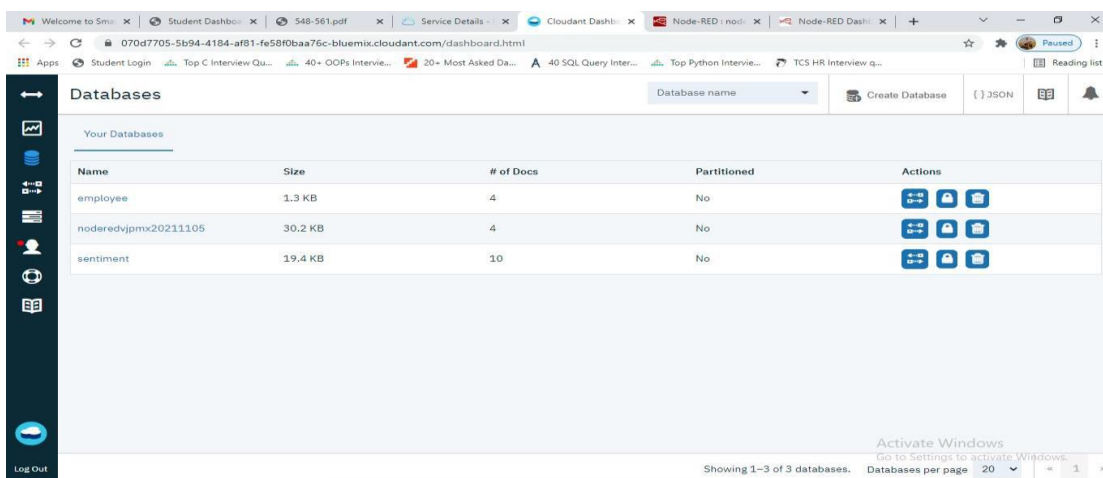 Welcome to Sma
Student Dashboa
548-561.pdf
Service Details -
Cloudant Dashbo
Node-RED : node
Node-RED Dashb
070d7705-5b94-4184-af81-fe58f0baa76c-bluemix.cloudant.com/dashboard.html
Paused
Apps
Student Login
Top C Interview Qu...
40+ OOPs Intervie...
20+ Most Asked Da...
40 SQL Query Inter...
Top Python Intervie...
TCS HR Interview q...
Reading list
Databases
Database name
Create Database
{ } JSON
Your Databases
Name Size # of Docs Partitioned Actions
employee 1.3 KB 4 No
noderedvjpmx20211105 30.2 KB 4 No
sentiment 19.4 KB 10 No
Activate Windows
Go to Settings to activate Windows.
Log Out
Showing 1–3 of 3 databases.
Databases per page 20
1